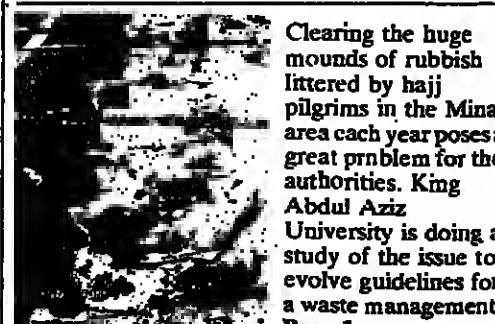 Clearing the huge
mounds of rubbish
littered by hajj
pilgrims in the Mina
area each year poses a
great prnblem for the
authorities. King
Abdul Aziz
University is doing a
study of the issue to
evolve guidelines for
a waste management